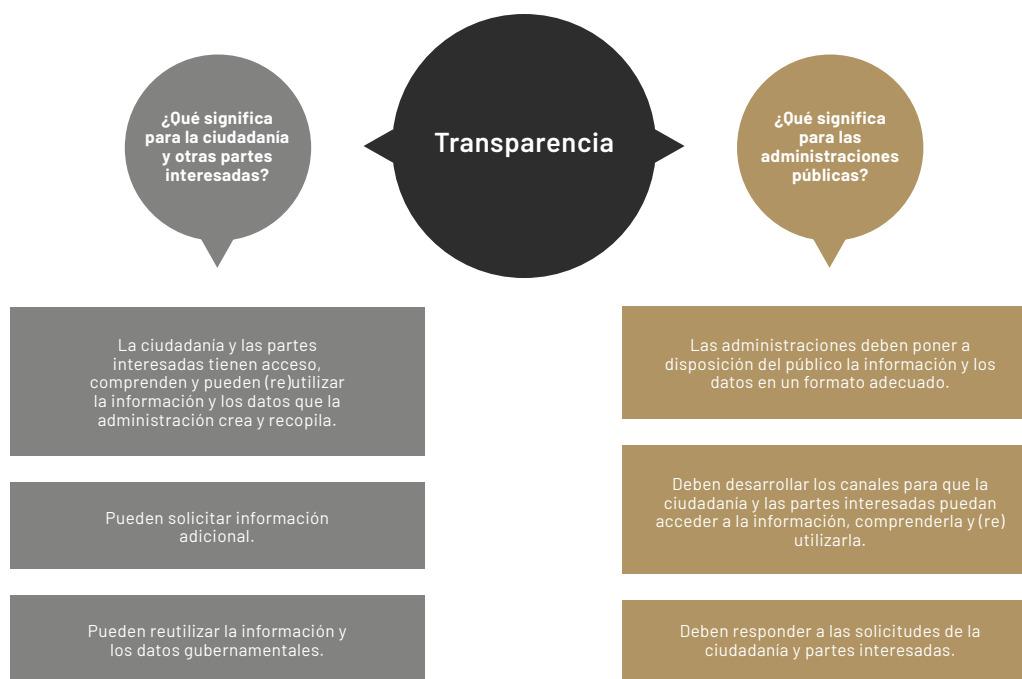 ¿Qué significa
para la ciudadanía
y otras partes
interesadas?
Transparencia
¿Qué significa
para las
administraciones
públicas?
La ciudadanía y las partes
interesadas tienen acceso,
comprenden y pueden (re)utilizar
la información y los datos que la
administración crea y recopila.
Pueden solicitar información
adicional.
Pueden reutilizar la información y
los datos gubernamentales.
Las administraciones deben poner a
disposición del público la información y los
datos en un formato adecuado.
Deben desarrollar los canales para que la
ciudadanía y las partes interesadas puedan
acceder a la información, comprenderla y (re)
utilizarla.
Deben responder a las solicitudes de la
ciudadanía y partes interesadas.